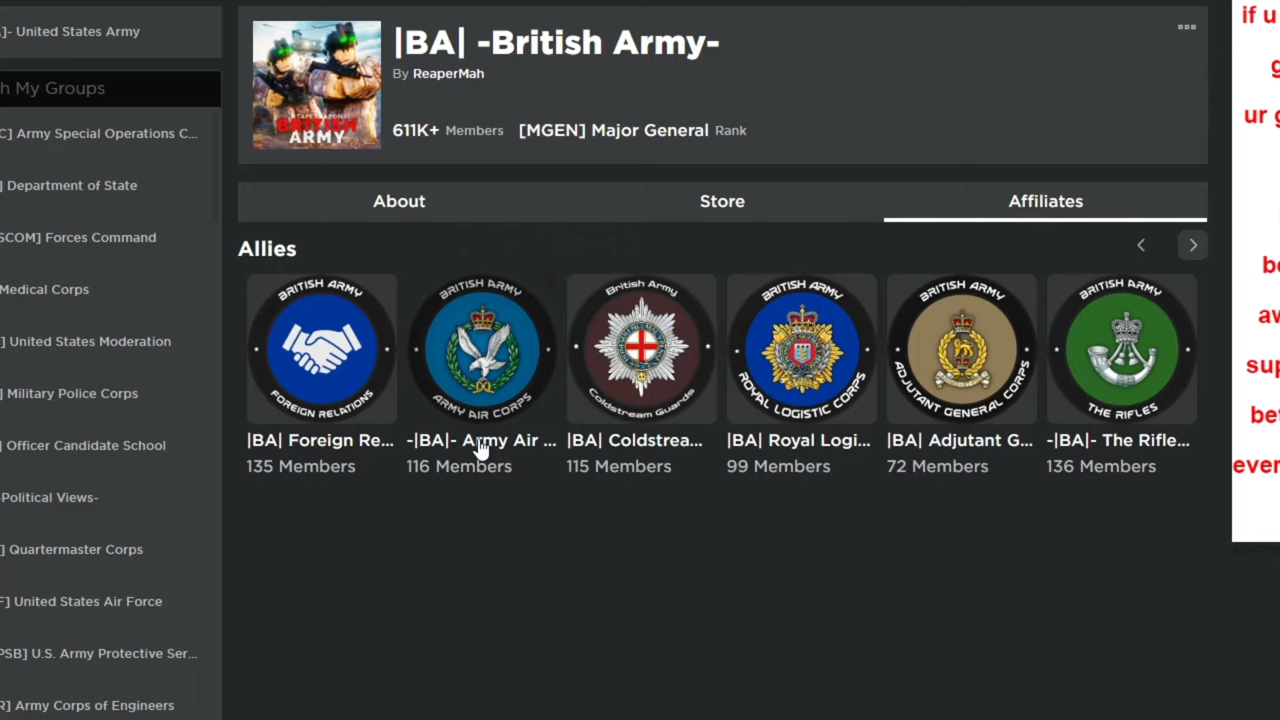 ]- United States Army
h My Groups
C] Army Special Operations C...
] Department of State
SCOM] Forces Command
Medical Corps
] United States Moderation
] Military Police Corps
] Officer Candidate School
-Political Views-
] Quartermaster Corps
F] United States Air Force
PSB] U.S. Army Protective Ser...
R] Army Corps of Engineers
BRITISH
ARMY
|BA| -British Army-
By ReaperMah
611K+ Members [MGEN] Major General Rank
About Store Affiliates
Allies
BRITISH ARMY
FOREIGN RELATIONS
|BA| Foreign Re...
135 Members
BRITISH ARMY
ARMY AIR CORPS
-|BA|- Army Air ...
116 Members
British Army
Coldstream Guards
|BA| Coldstrea...
115 Members
BRITISH ARMY
ROYAL LOGISTIC CORPS
|BA| Royal Logi...
99 Members
BRITISH ARMY
ADJUTANT GENERAL CORPS
|BA| Adjutant G...
72 Members
BRITISH ARMY
THE RIFLES
-|BA|- The Rifle...
136 Members
if u
g
ur g
be
aw
sup
bef
ever